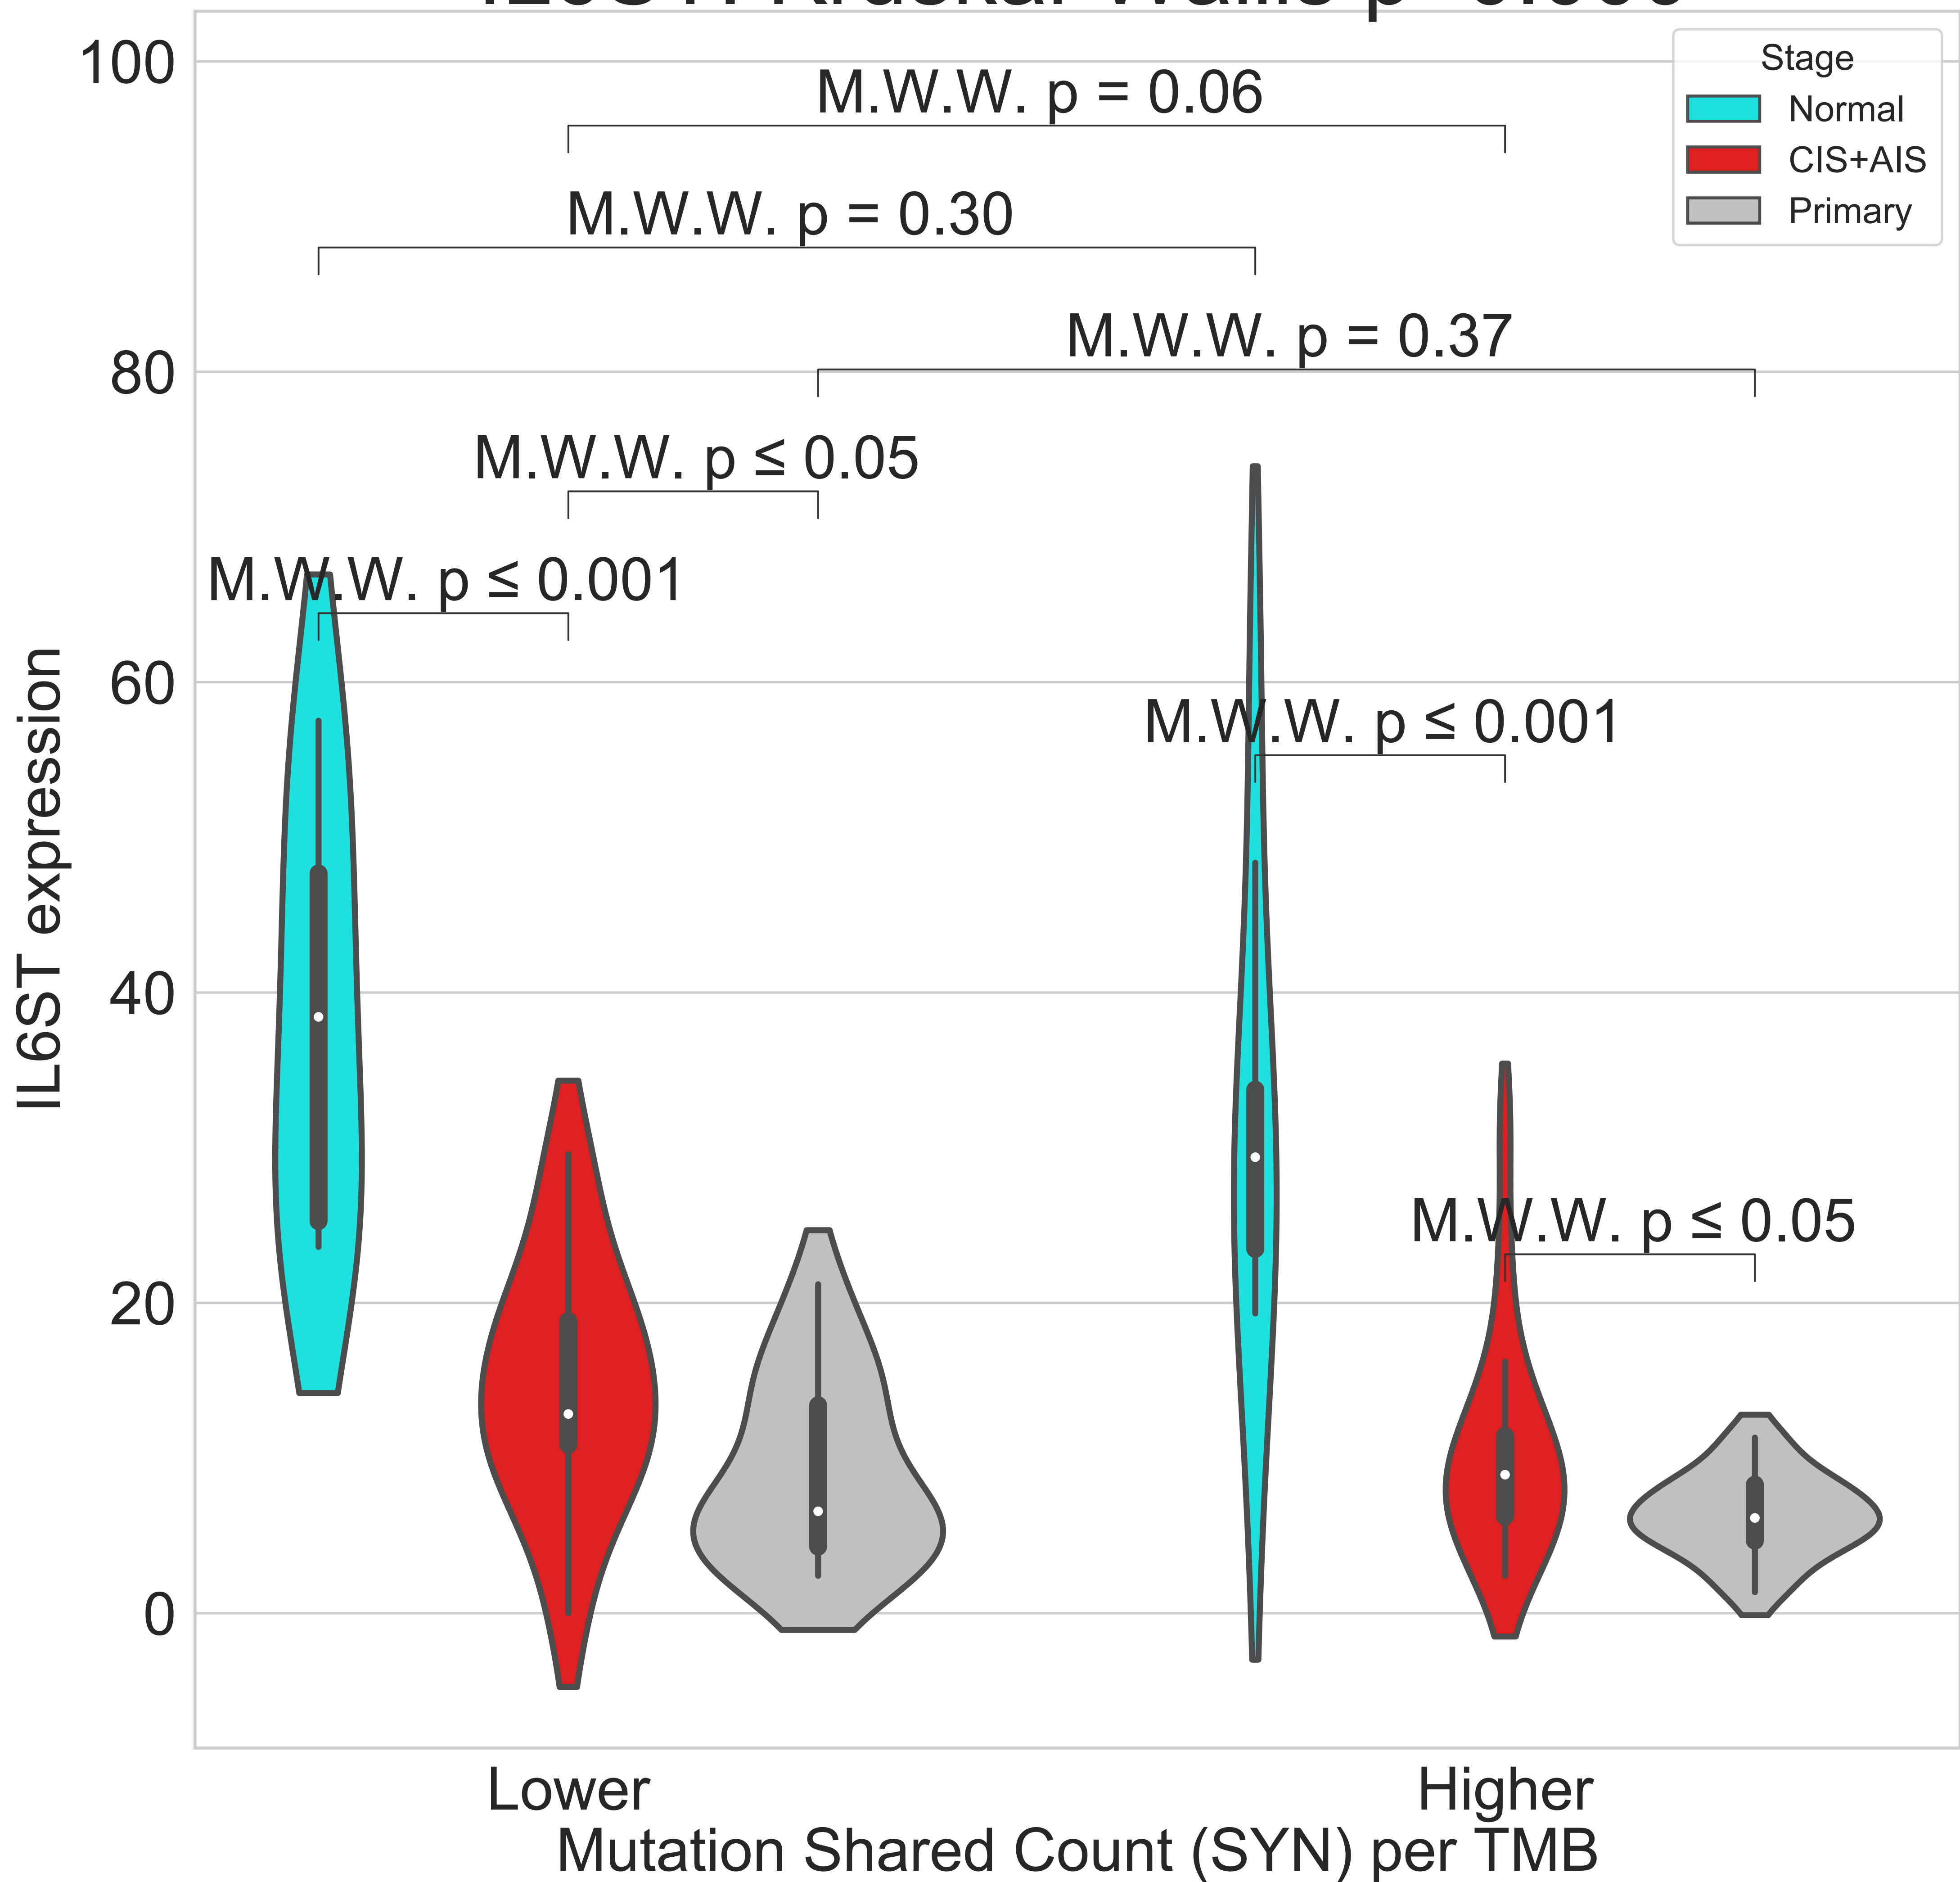 100
M.W.W. p = 0.06
Stage
Normal
CIS+AIS
Primary
M.W.W. p = 0.30
M.W.W. p = 0.37
80
M.W.W. p ≤ 0.05
M.W.W. p ≤ 0.001
60
M.W.W. p ≤ 0.001
IL6ST expression
40
M.W.W. p ≤ 0.05
20
0
Lower
Higher
Mutation Shared Count (SYN) per TMB